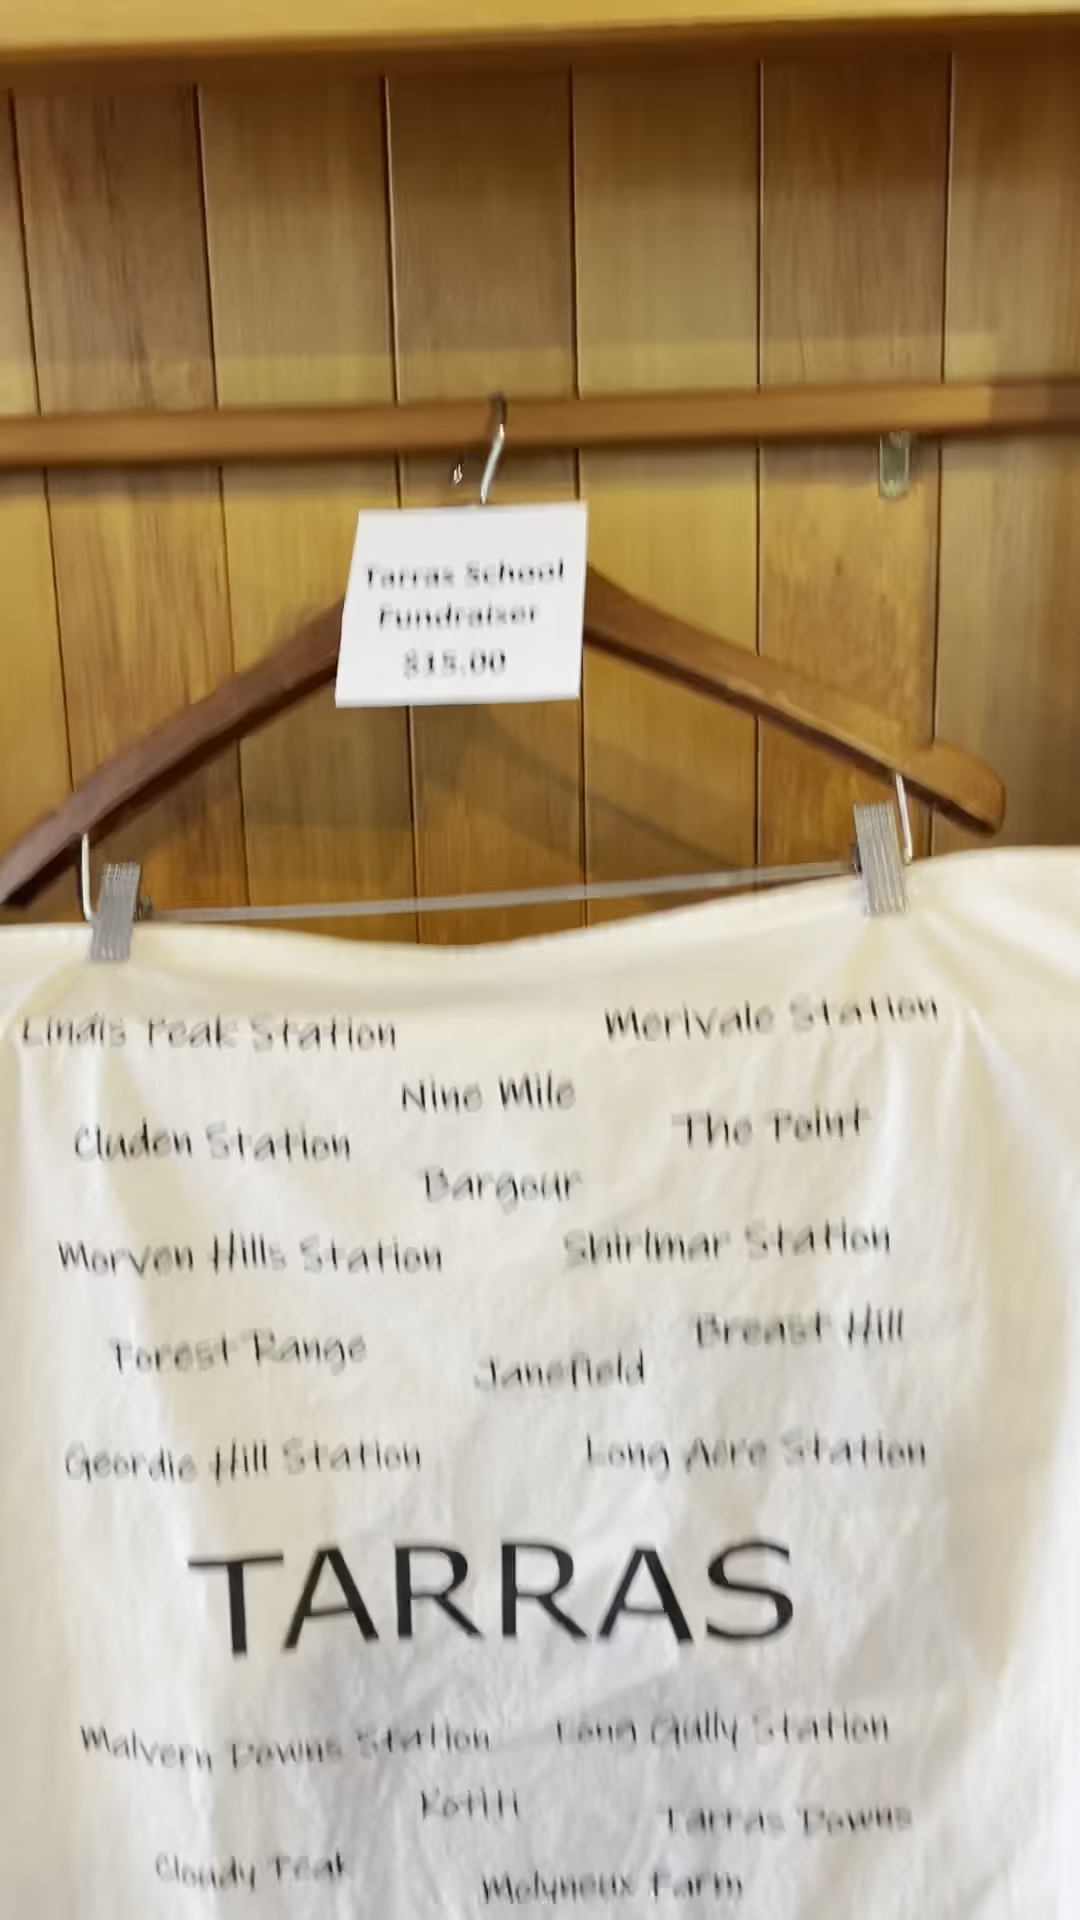 Tarras School
Fundraiser
$15.00
Lindis Peak Station
Merivale Station
Nine Mile
Cluden Station
The Point
Bargour
Morven Hills Station
Shirlmar Station
Forest Range
Breast Hill
Janefield
Geordie Hill Station
Long Acre Station
TARRAS
Malvern Downs Station
Long Gully Station
Kotiti
Tarras Downs
Cloudy Peak
Molyneux Farm